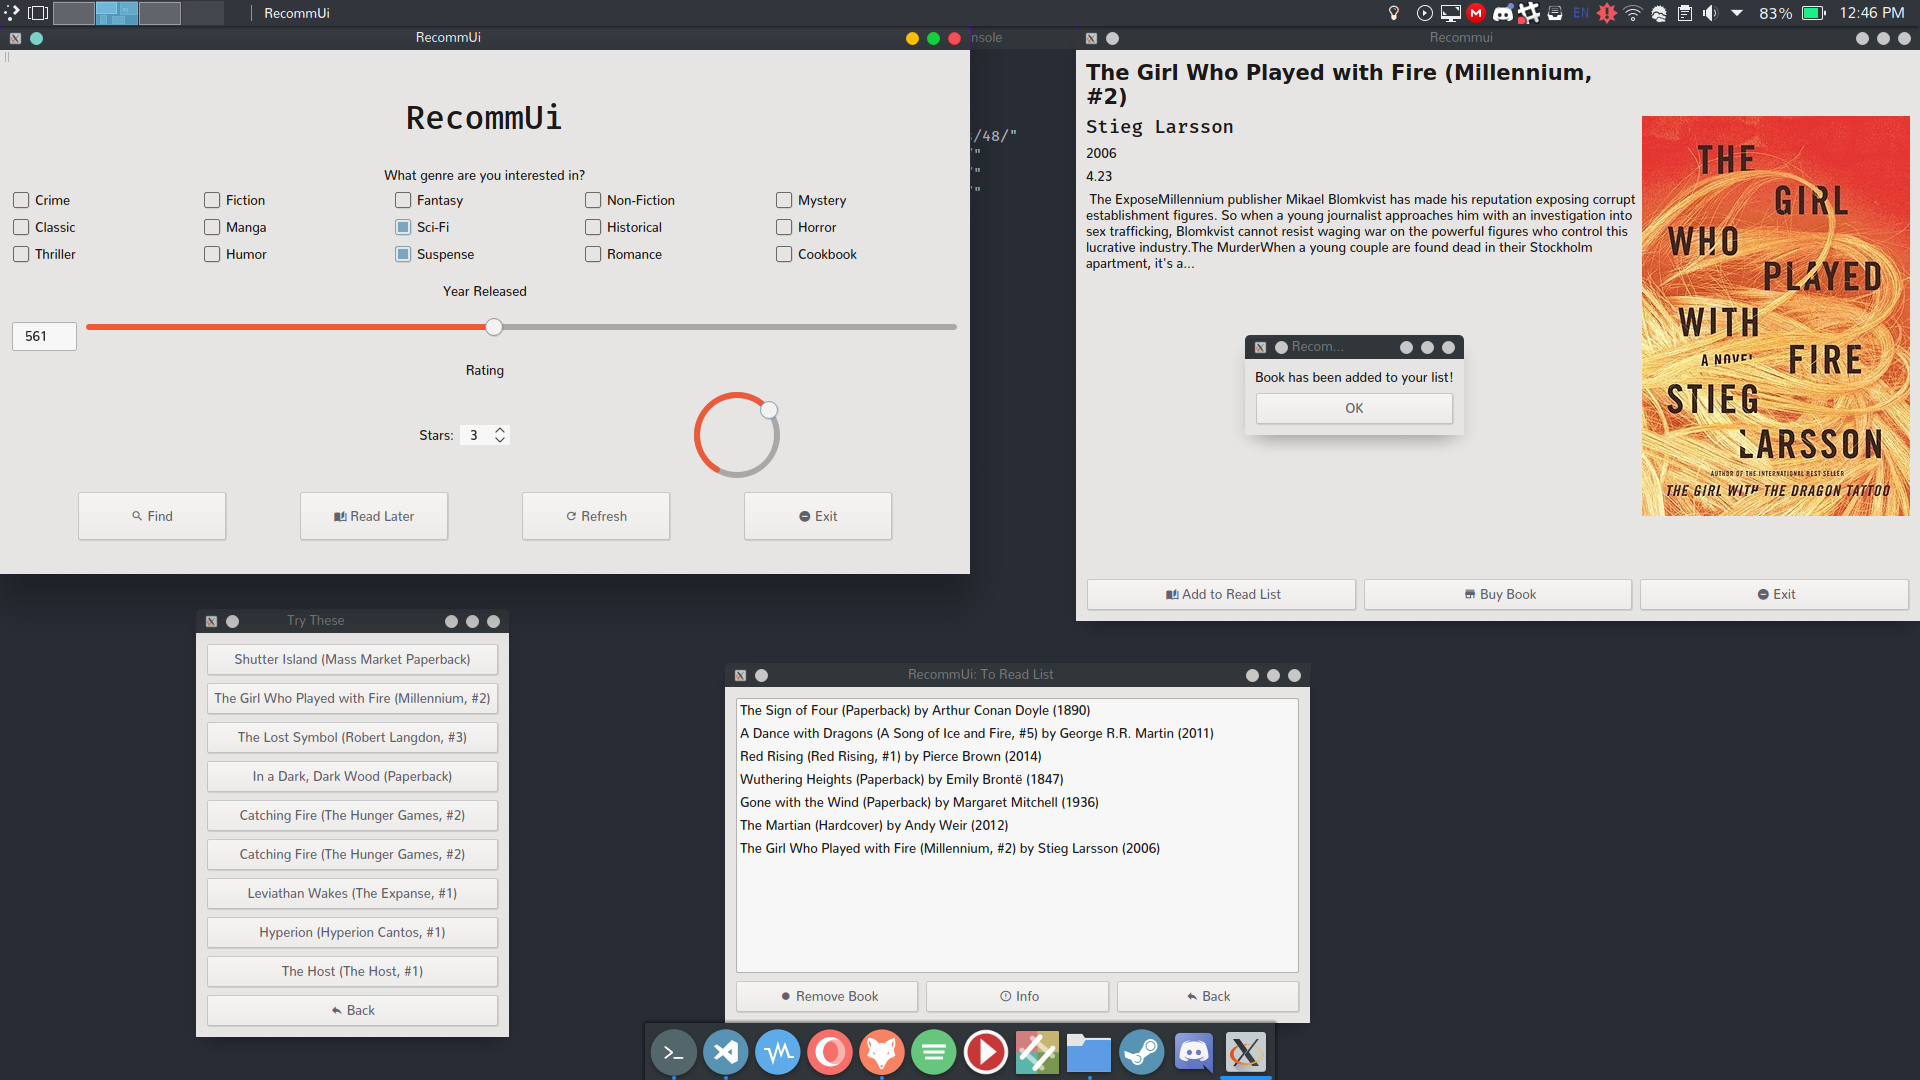 RecommUi
EN
83%
12:46 PM
RecommUi
nsole
RecommUi
/48/"
"
"
"
What genre are you interested in?
Crime Fiction Fantasy Non-Fiction Mystery
Classic Manga Sci-Fi Historical Horror
Thriller Humor Suspense Romance Cookbook
Year Released
561
Rating
Stars: 3
Find Read Later Refresh Exit
Recommui
The Girl Who Played with Fire (Millennium,
#2)
Stieg Larsson
2006
4.23
The ExposeMillennium publisher Mikael Blomkvist has made his reputation exposing corrupt
establishment figures. So when a young journalist approaches him with an investigation into
sex trafficking, Blomkvist cannot resist waging war on the powerful figures who control this
lucrative industry.The MurderWhen a young couple are found dead in their Stockholm
apartment, it's a...
THE
GIRL
WHO
PLAYED
WITH
A NOVEL
FIRE
STIEG
LARSSON
AUTHOR OF THE INTERNATIONAL BEST SELLER
THE GIRL WITH THE DRAGON TATTOO
Recom...
Book has been added to your list!
OK
Add to Read List Buy Book Exit
Try These
Shutter Island (Mass Market Paperback)
The Girl Who Played with Fire (Millennium, #2)
The Lost Symbol (Robert Langdon, #3)
In a Dark, Dark Wood (Paperback)
Catching Fire (The Hunger Games, #2)
Catching Fire (The Hunger Games, #2)
Leviathan Wakes (The Expanse, #1)
Hyperion (Hyperion Cantos, #1)
The Host (The Host, #1)
Back
RecommUi: To Read List
The Sign of Four (Paperback) by Arthur Conan Doyle (1890)
A Dance with Dragons (A Song of Ice and Fire, #5) by George R.R. Martin (2011)
Red Rising (Red Rising, #1) by Pierce Brown (2014)
Wuthering Heights (Paperback) by Emily Brontë (1847)
Gone with the Wind (Paperback) by Margaret Mitchell (1936)
The Martian (Hardcover) by Andy Weir (2012)
The Girl Who Played with Fire (Millennium, #2) by Stieg Larsson (2006)
Remove Book Info Back